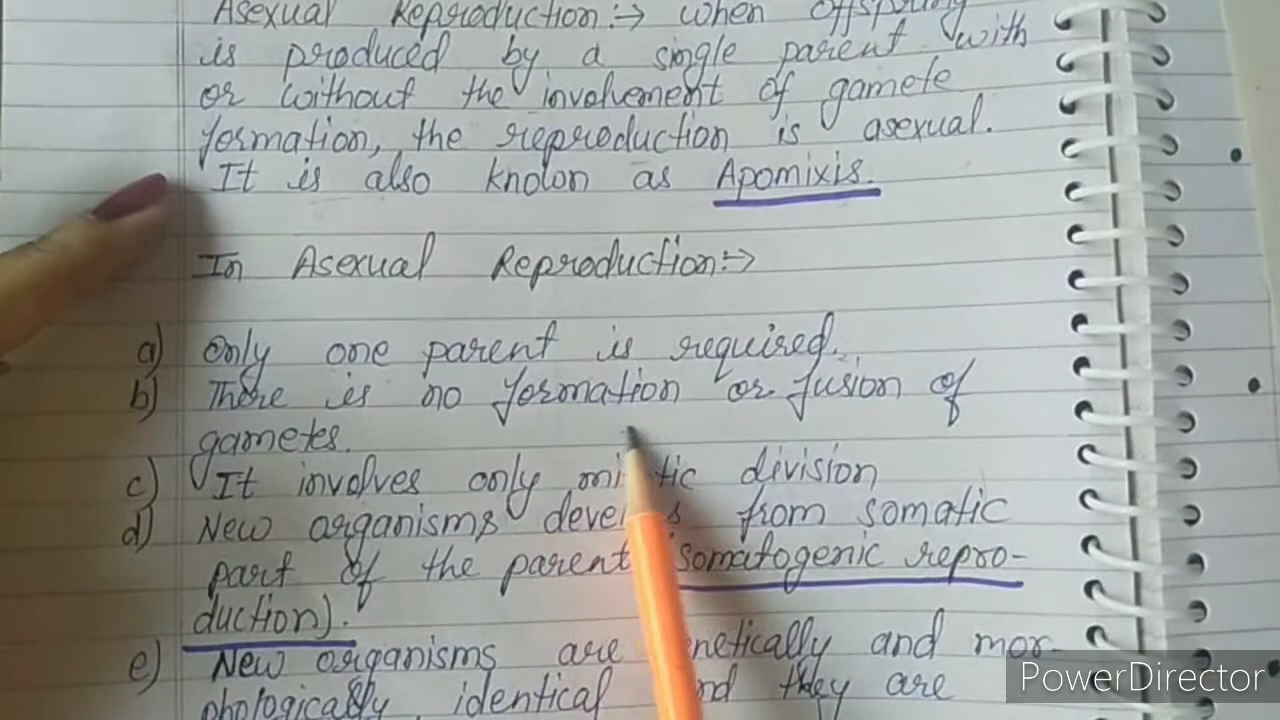 Asexual Reproduction:→ When offspring
is produced by a single parent with
or without the involvement of gamete
formation, the reproduction is asexual.
It is also known as Apomixis.
In Asexual Reproduction:→
a) Only one parent is required.
b) There is no formation or fusion of
gametes.
c) It involves only mitotic division
d) New organisms from somatic
part of the parent (somatogenic repro-
duction).
e) New organisms are and mor-
phologically identical they are
PowerDirector